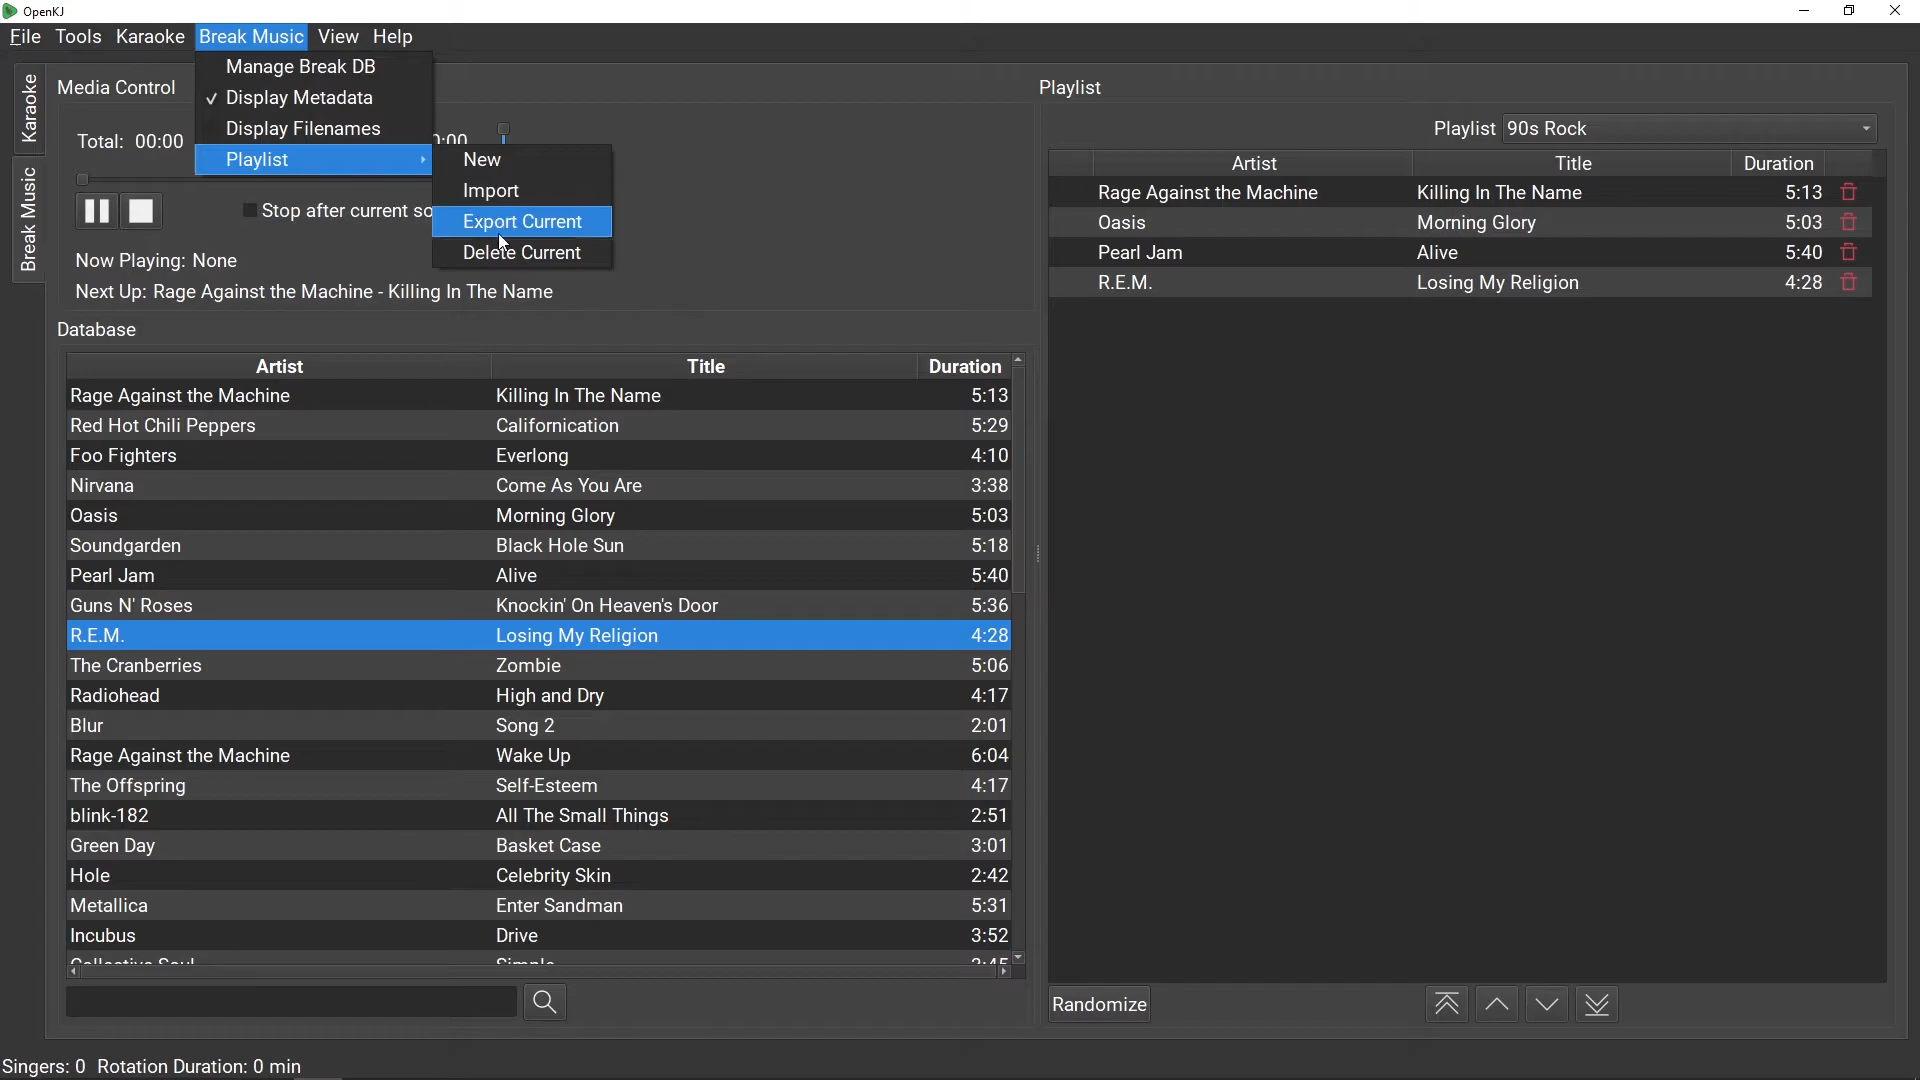 OpenKJ
File Tools Karaoke Break Music View Help
Manage Break DB
Display Metadata
Display Filenames
Playlist
New
Import
Export Current
Delete Current
Karaoke
Break Music
Media Control
Total: 00:00
Stop after current
Now Playing: None
Next Up: Rage Against the Machine - Killing In The Name
Database
Artist Title Duration
Rage Against the Machine Killing In The Name 5:13
Red Hot Chili Peppers Californication 5:29
Foo Fighters Everlong 4:10
Nirvana Come As You Are 3:38
Oasis Morning Glory 5:03
Soundgarden Black Hole Sun 5:18
Pearl Jam Alive 5:40
Guns N' Roses Knockin' On Heaven's Door 5:36
R.E.M. Losing My Religion 4:28
The Cranberries Zombie 5:06
Radiohead High and Dry 4:17
Blur Song 2 2:01
Rage Against the Machine Wake Up 6:04
The Offspring Self-Esteem 4:17
blink-182 All The Small Things 2:51
Green Day Basket Case 3:01
Hole Celebrity Skin 2:42
Metallica Enter Sandman 5:31
Incubus Drive 3:52
Playlist
Playlist 90s Rock
Artist Title Duration
Rage Against the Machine Killing In The Name 5:13
Oasis Morning Glory 5:03
Pearl Jam Alive 5:40
R.E.M. Losing My Religion 4:28
Randomize
Singers: 0 Rotation Duration: 0 min